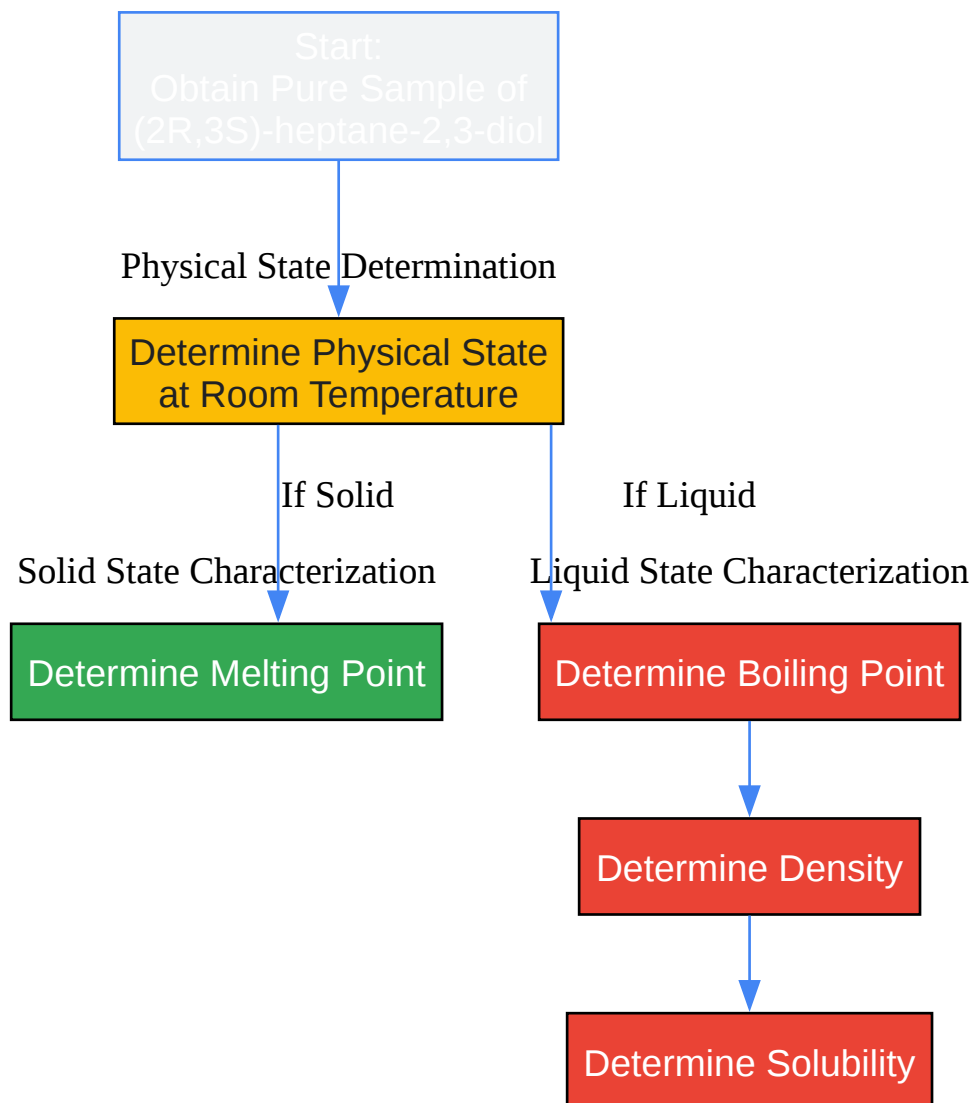 Start:
Obtain Pure Sample of
(2R,3S)-heptane-2,3-diol
Physical State Determination
Determine Physical State
at Room Temperature
If Solid
If Liquid
Solid State Characterization
Liquid State Characterization
Determine Melting Point
Determine Boiling Point
Determine Density
Determine Solubility